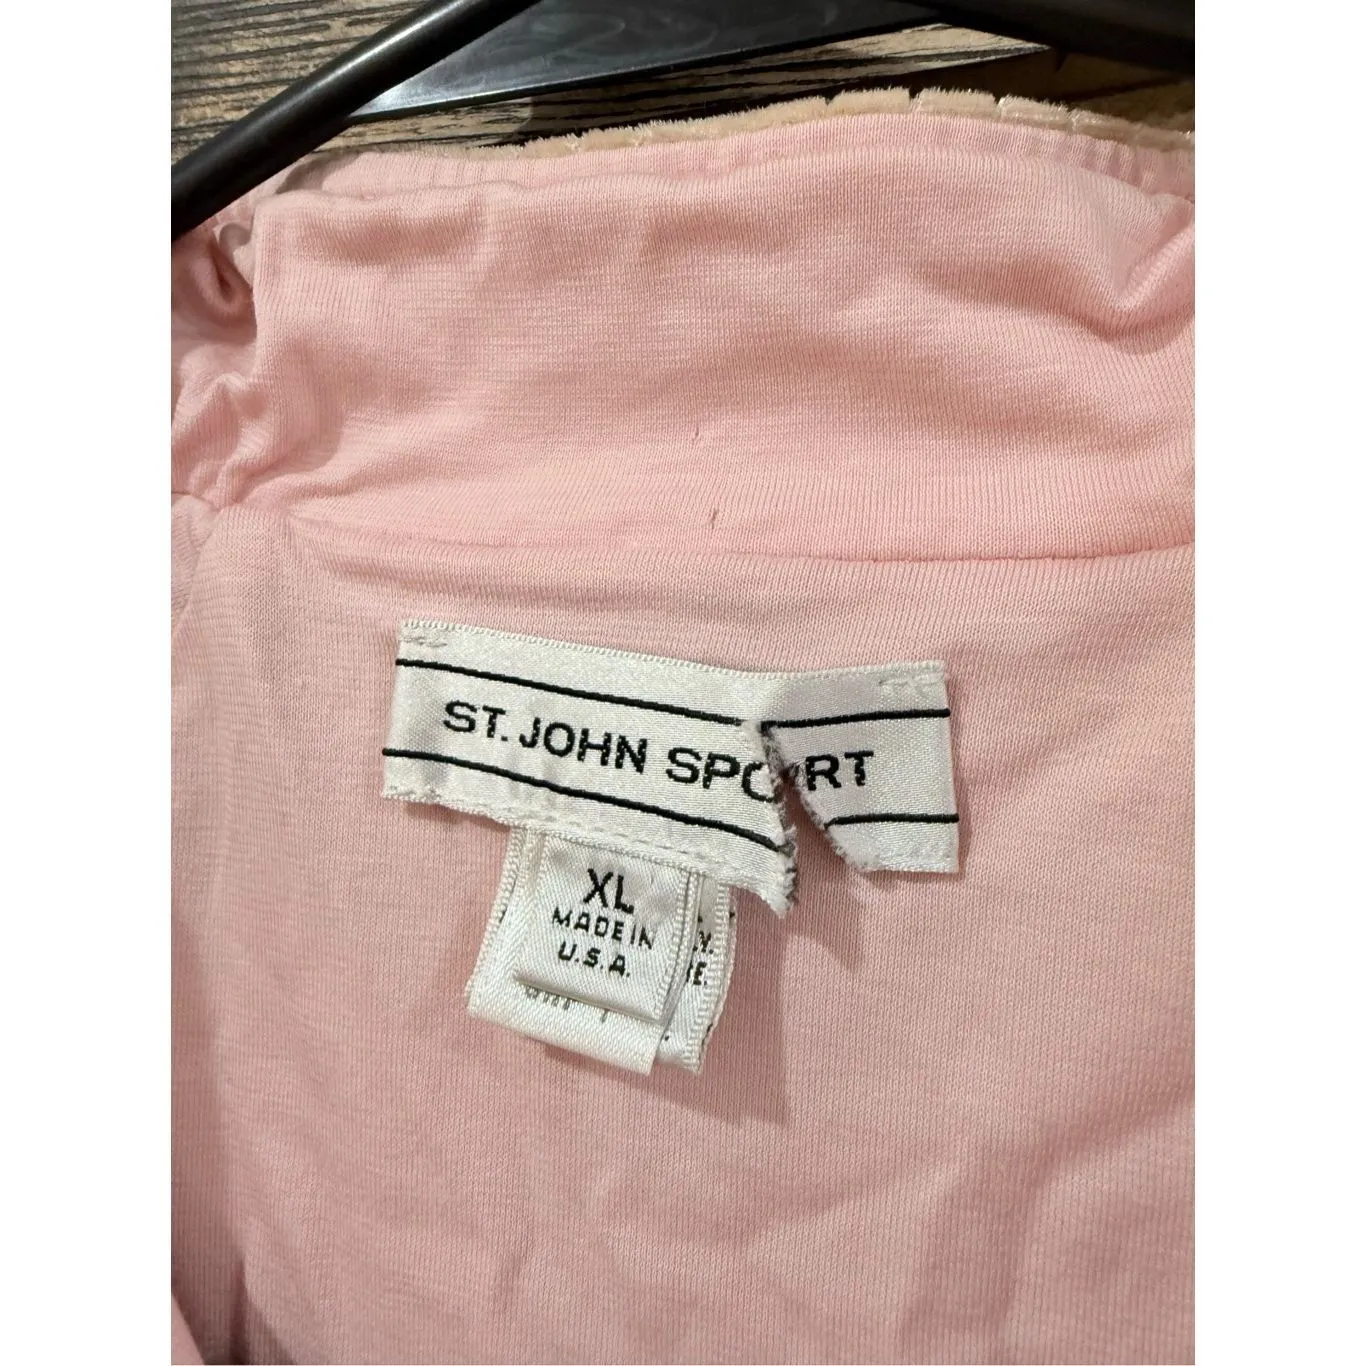 ST. JOHN SPORT
XL
MADE IN
U.S.A.